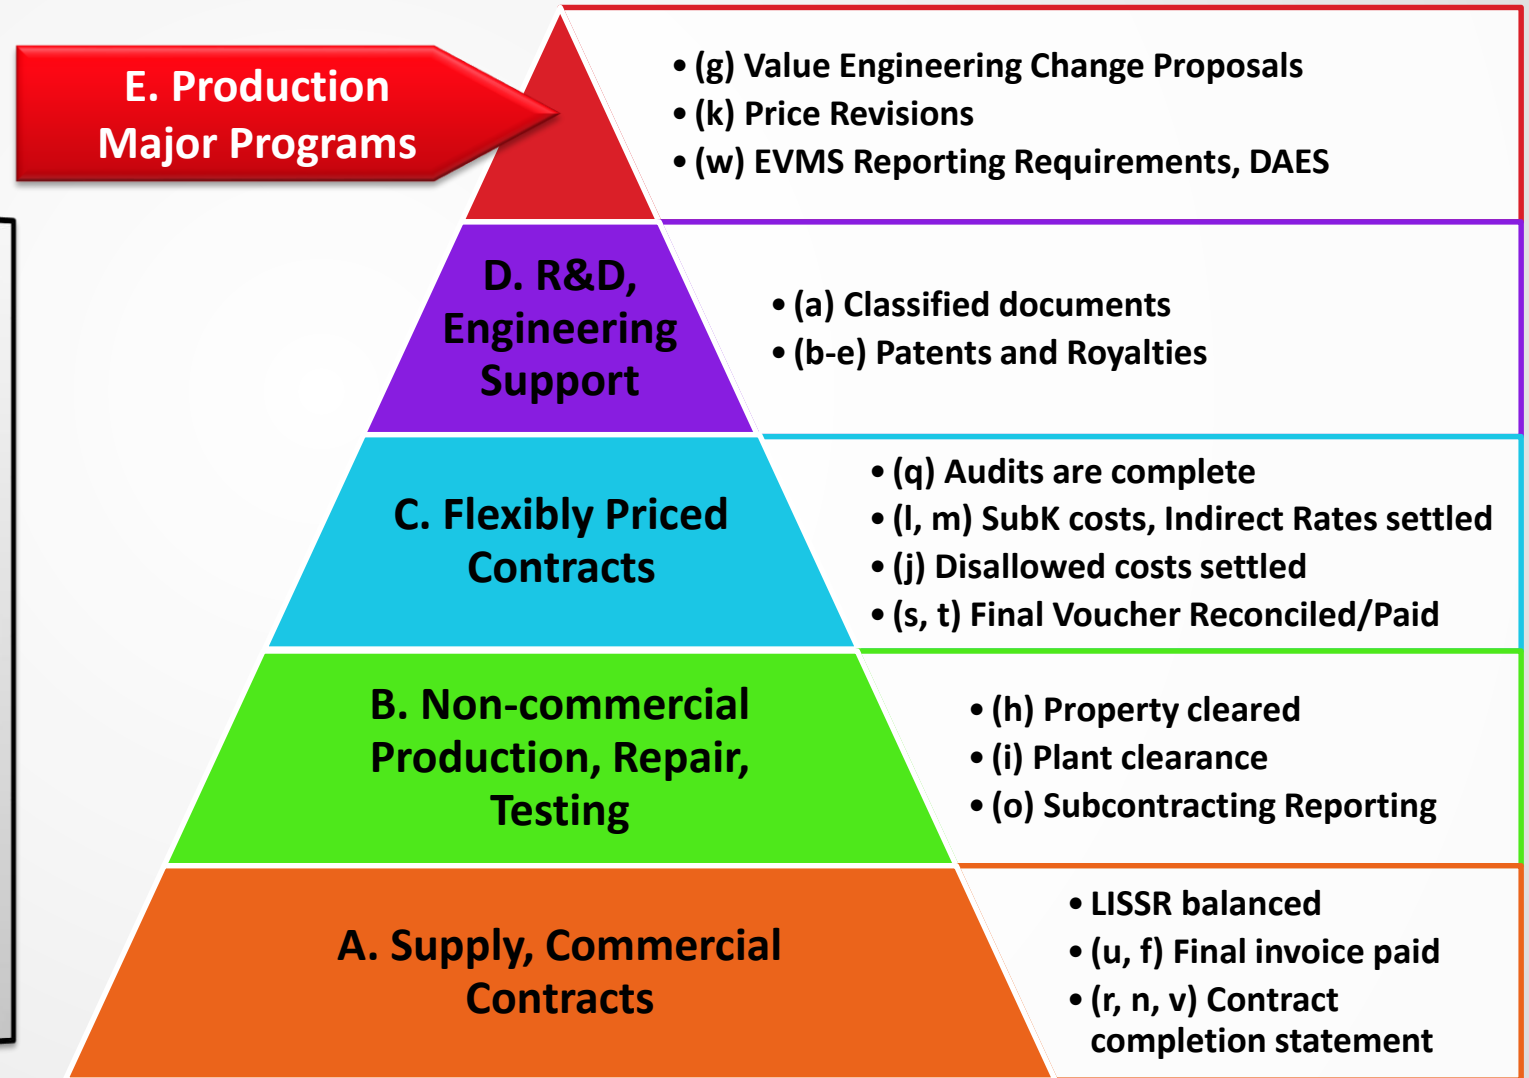 E. Production
Major Programs
• (g) Value Engineering Change Proposals
• (k) Price Revisions
• (w) EVMS Reporting Requirements, DAES
D. R&D,
Engineering
Support
• (a) Classified documents
• (b-e) Patents and Royalties
C. Flexibly Priced
Contracts
• (q) Audits are complete
• (l, m) SubK costs, Indirect Rates settled
• (j) Disallowed costs settled
• (s, t) Final Voucher Reconciled/Paid
B. Non-commercial
Production, Repair,
Testing
• (h) Property cleared
• (i) Plant clearance
• (o) Subcontracting Reporting
A. Supply, Commercial
Contracts
• LISSR balanced
• (u, f) Final invoice paid
• (r, n, v) Contract
completion statement